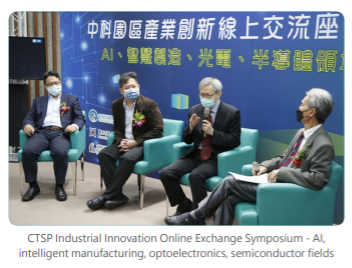 中科園區產業創新線上交流座
AI、智慧製造、光電、半導體領
CTSP Industrial Innovation Online Exchange Symposium - AI,
intelligent manufacturing, optoelectronics, semiconductor fields